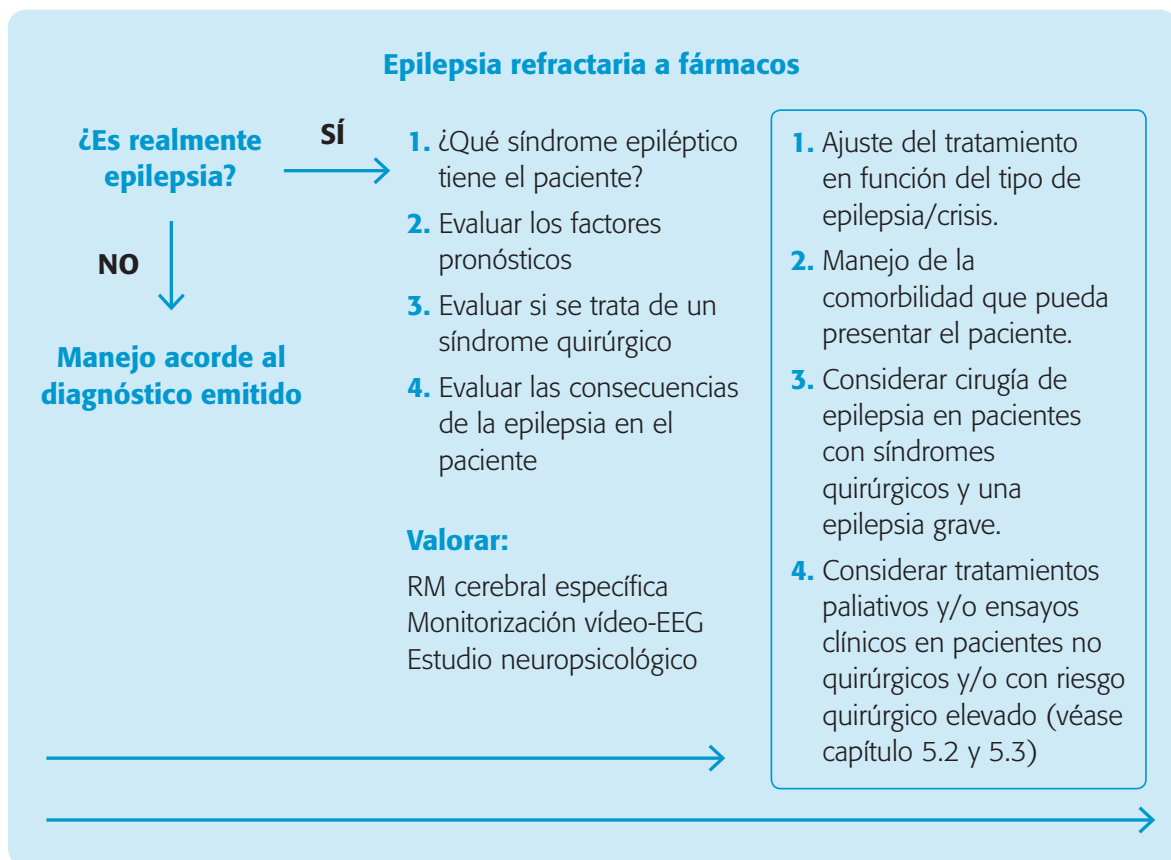 Epilepsia refractaria a fármacos
¿Es realmente
epilepsia?
SÍ
NO
Manejo acorde al
diagnóstico emitido
1. ¿Qué síndrome epiléptico
tiene el paciente?
2. Evaluar los factores
pronósticos
3. Evaluar si se trata de un
síndrome quirúrgico
4. Evaluar las consecuencias
de la epilepsia en el
paciente
Valorar:
RM cerebral específica
Monitorización vídeo-EEG
Estudio neuropsicológico
1. Ajuste del tratamiento
en función del tipo de
epilepsia/crisis.
2. Manejo de la
comorbilidad que pueda
presentar el paciente.
3. Considerar cirugía de
epilepsia en pacientes
con síndromes
quirúrgicos y una
epilepsia grave.
4. Considerar tratamientos
paliativos y/o ensayos
clínicos en pacientes no
quirúrgicos y/o con riesgo
quirúrgico elevado (véase
capítulo 5.2 y 5.3)